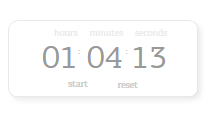 hours minutes seconds
01 : 04 : 13
start reset